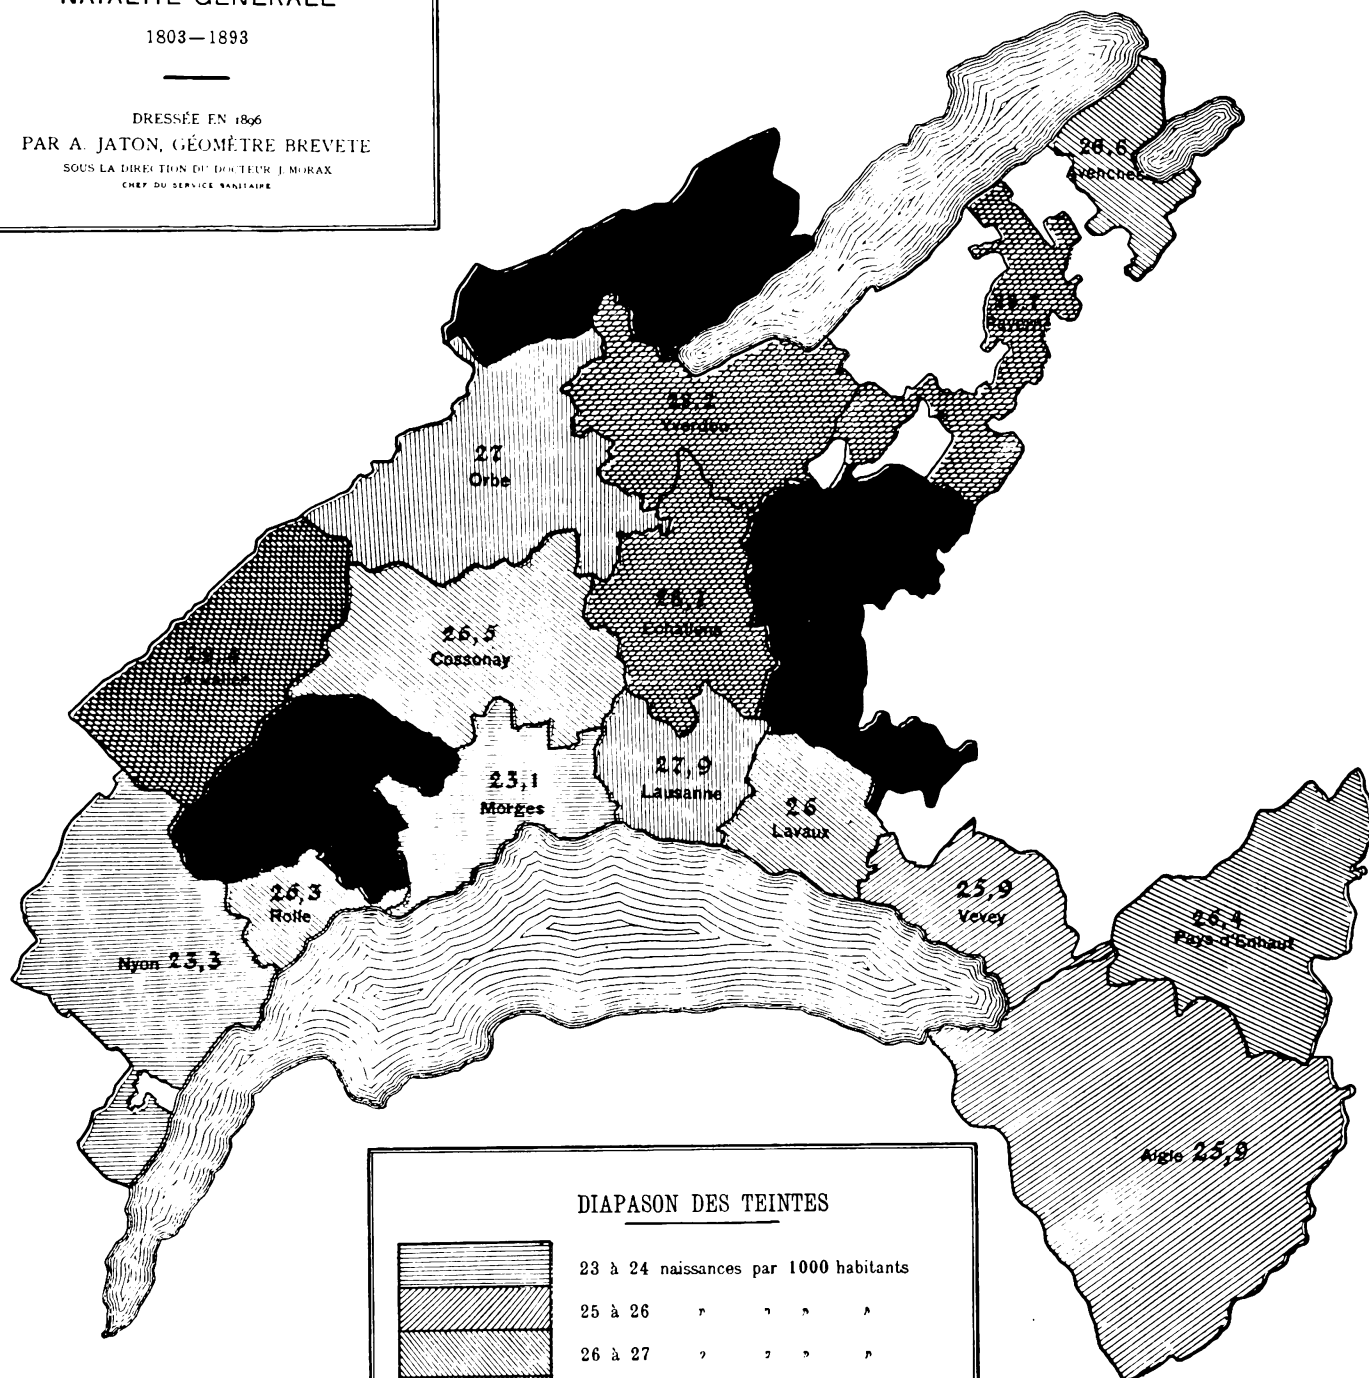 NATALITÉ GÉNÉRALE
1803—1893
DRESSÉE EN 1896
PAR A. JATON, GÉOMÈTRE BREVETE
SOUS LA DIRECTION DU DOCTEUR J. MORAX
CHEF DU SERVICE SANITAIRE
26,6
Avenches
Payerne
Yverdon
27
Orbe
28,1
Echallens
26,5
Cossonay
23,1
Morges
27,9
Lausanne
26
Lavaux
26,3
Rolle
25,9
Vevey
26,4
Pays-d'Enhaut
Nyon 23,3
Aigle 25,9
DIAPASON DES TEINTES
23 à 24 naissances par 1000 habitants
25 à 26 " " " "
26 à 27 " " " "